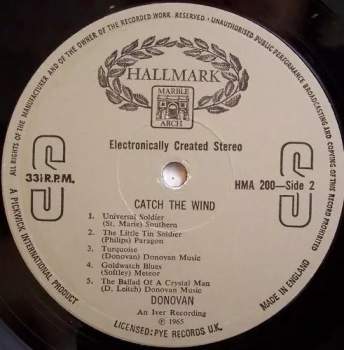 ALL RIGHTS OF THE MANUFACTURER AND OF THE OWNER OF THE RECORDED WORK RESERVED · UNAUTHORISED PUBLIC PERFORMANCE BROADCASTING AND COPYING OF THIS RECORD PROHIBITED
HALLMARK
MARBLE
ARCH
Electronically Created Stereo
S
S
33⅓ R.P.M.
HMA 200—Side 2
CATCH THE WIND
1. Universal Soldier
(St. Marie) Southern
2. The Little Tin Soldier
(Philips) Paragon
3. Turquoise
(Donovan) Donovan Music
4. Goldwatch Blues
(Softley) Meteor
5. The Ballad Of A Crystal Man
(D. Leitch) Donovan Music
DONOVAN
An Iver Recording
℗ 1965
LICENSED: PYE RECORDS U.K.
A PICKWICK INTERNATIONAL PRODUCT
MADE IN ENGLAND